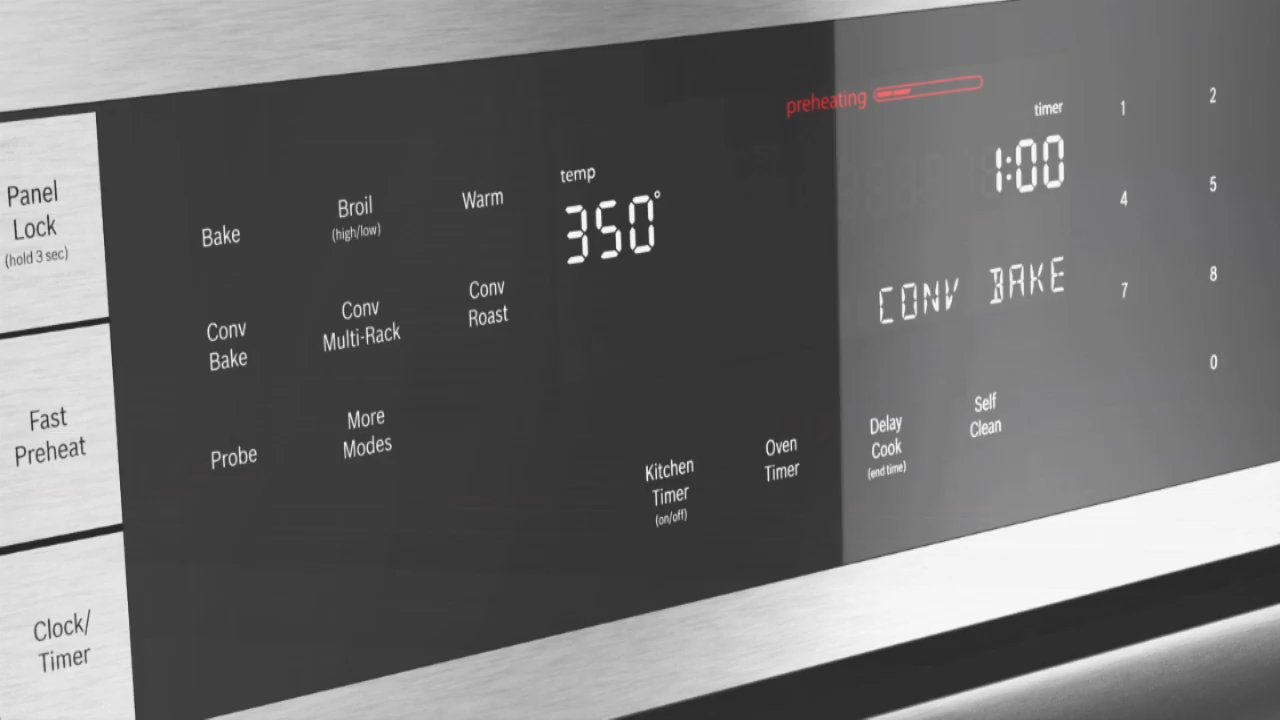 Panel
Lock
(hold 3 sec)
Fast
Preheat
Clock/
Timer
Bake
Broil
(high/low)
Warm
Conv
Bake
Conv
Multi-Rack
Conv
Roast
Probe
More
Modes
temp
350°
preheating
timer
1:00
CONV BAKE
Kitchen
Timer
(on/off)
Oven
Timer
Delay
Cook
(end time)
Self
Clean
1 2
4 5
7 8
0